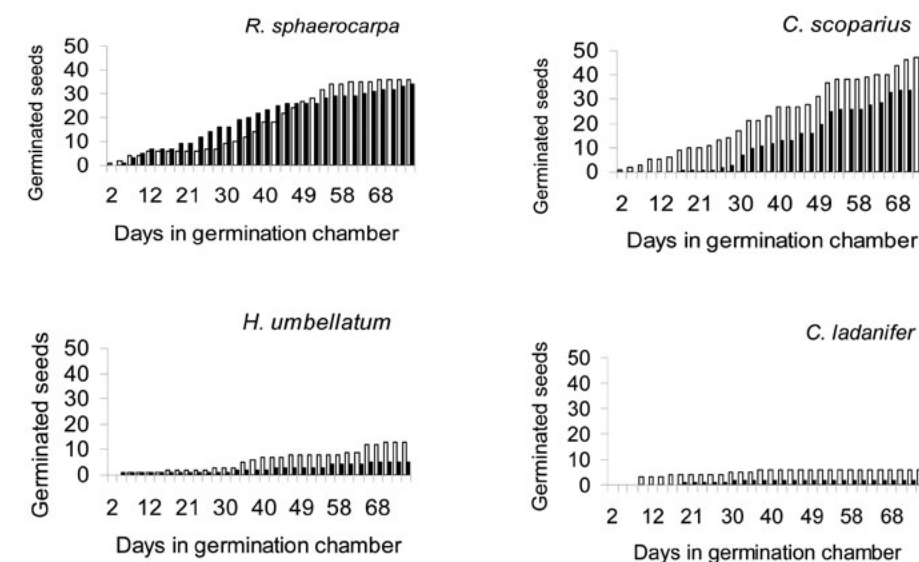 R. sphaerocarpa
Germinated seeds
50
40
30
20
10
0
2 12 21 30 40 49 58 68
Days in germination chamber
C. scoparius
Germinated seeds
50
40
30
20
10
0
2 12 21 30 40 49 58 68
Days in germination chamber
H. umbellatum
Germinated seeds
50
40
30
20
10
0
2 12 21 30 40 49 58 68
Days in germination chamber
C. ladanifer
Germinated seeds
50
40
30
20
10
0
2 12 21 30 40 49 58 68
Days in germination chamber